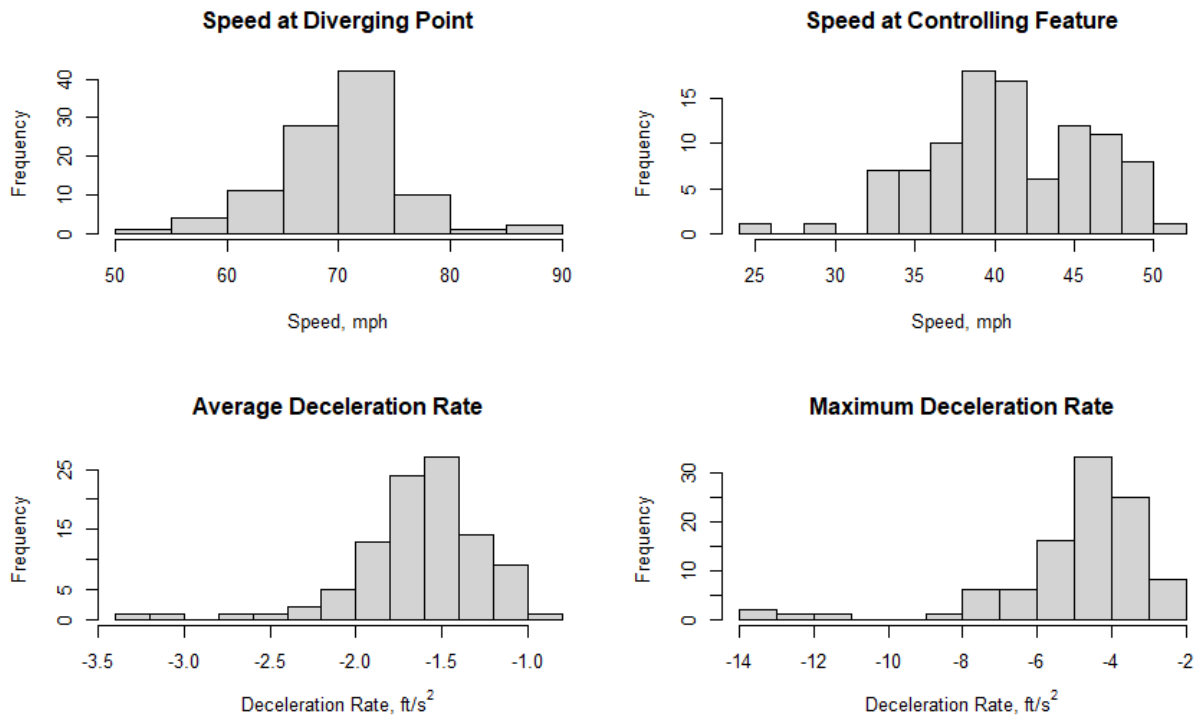 Speed at Diverging Point
Frequency
0 10 20 30 40
50 60 70 80 90
Speed, mph
Speed at Controlling Feature
Frequency
0 5 10 15
25 30 35 40 45 50
Speed, mph
Average Deceleration Rate
Frequency
0 5 15 25
-3.5 -3.0 -2.5 -2.0 -1.5 -1.0
Deceleration Rate, ft/s²
Maximum Deceleration Rate
Frequency
0 10 20 30
-14 -12 -10 -8 -6 -4 -2
Deceleration Rate, ft/s²